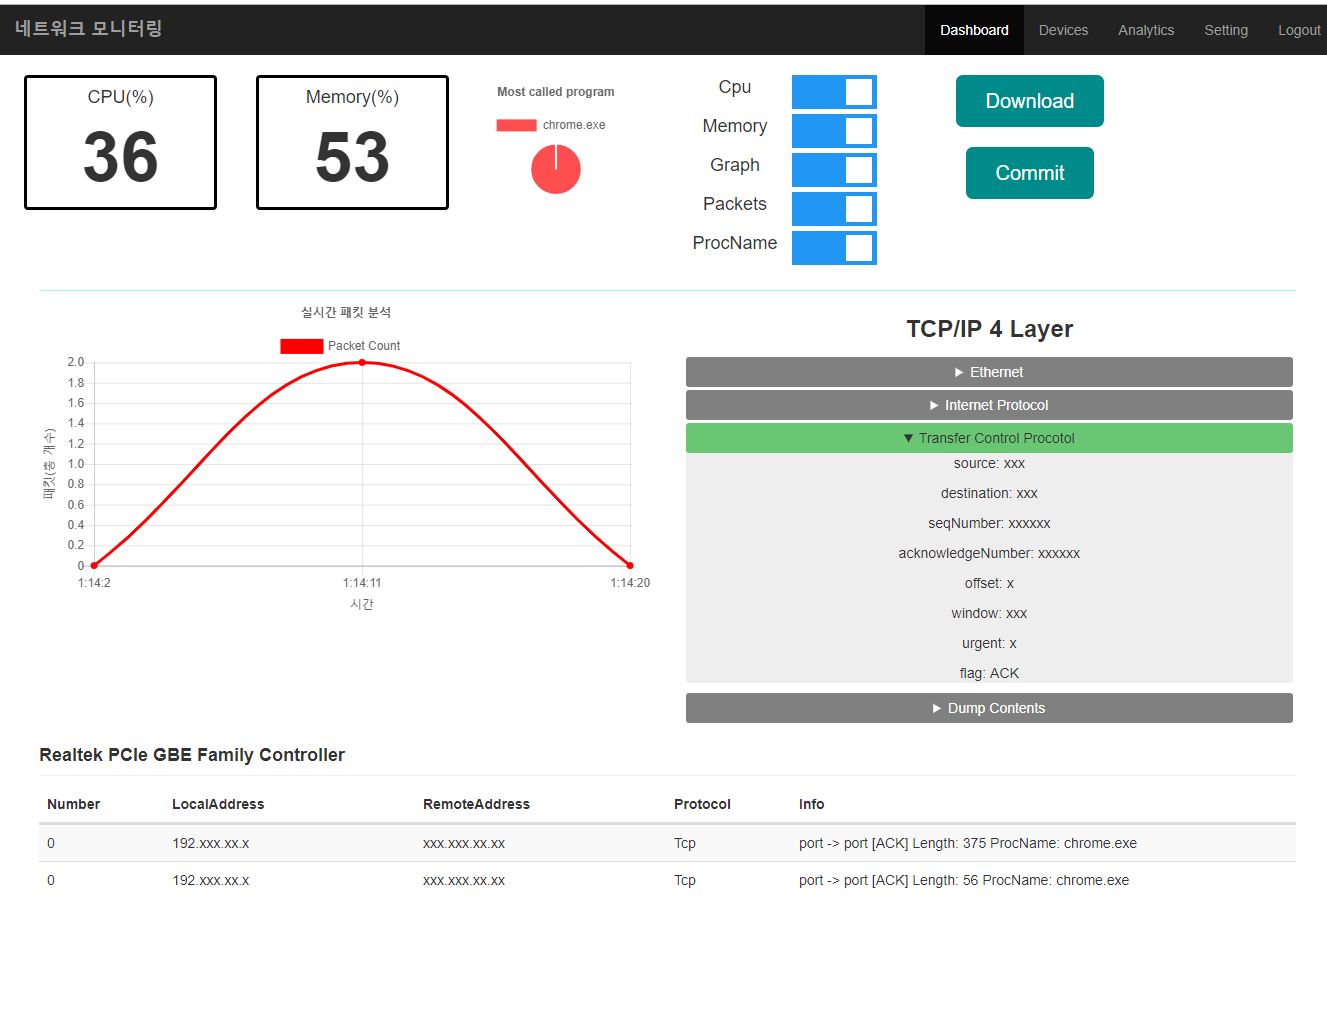 네트워크 모니터링
Dashboard Devices Analytics Setting Logout
CPU(%)
36
Memory(%)
53
Most called program
chrome.exe
Cpu
Memory
Graph
Packets
ProcName
Download
Commit
실시간 패킷 분석
Packet Count
패킷(총 개수)
2.0
1.8
1.6
1.4
1.2
1.0
0.8
0.6
0.4
0.2
0
1:14:2 1:14:11 1:14:20
시간
TCP/IP 4 Layer
▶ Ethernet
▶ Internet Protocol
▼ Transfer Control Procotol
source: xxx
destination: xxx
seqNumber: xxxxxx
acknowledgeNumber: xxxxxx
offset: x
window: xxx
urgent: x
flag: ACK
▶ Dump Contents
Realtek PCIe GBE Family Controller
Number LocalAddress RemoteAddress Protocol Info
0 192.xxx.xx.x xxx.xxx.xx.xx Tcp port -> port [ACK] Length: 375 ProcName: chrome.exe
0 192.xxx.xx.x xxx.xxx.xx.xx Tcp port -> port [ACK] Length: 56 ProcName: chrome.exe